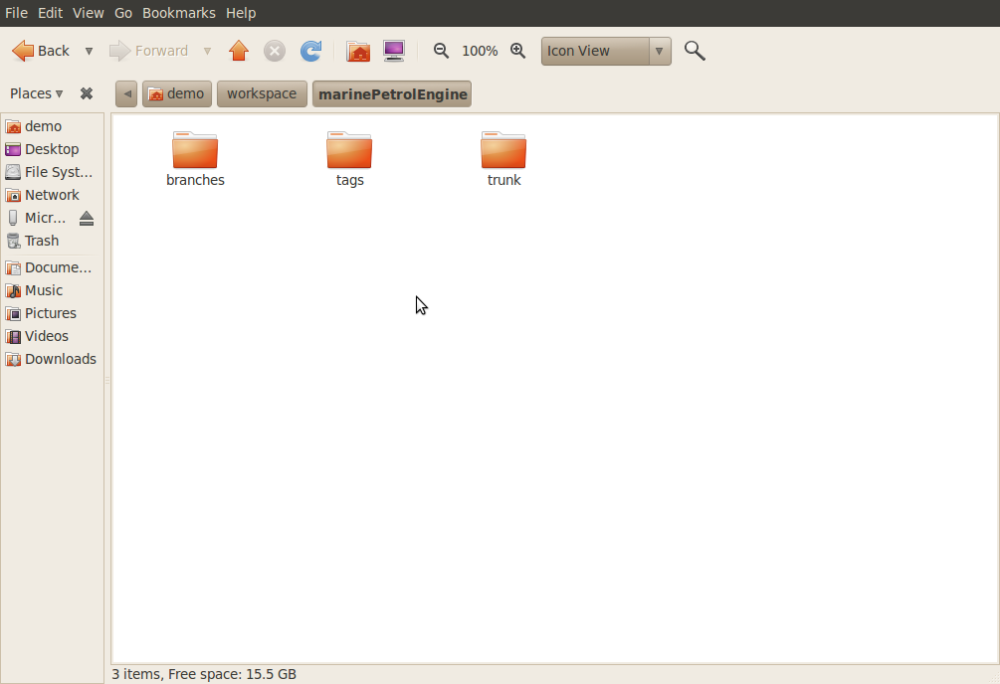 File Edit View Go Bookmarks Help
Back Forward 100% Icon View
Places demo workspace marinePetrolEngine
demo
Desktop
File Syst...
Network
Micr...
Trash
Docume...
Music
Pictures
Videos
Downloads
branches tags trunk
3 items, Free space: 15.5 GB